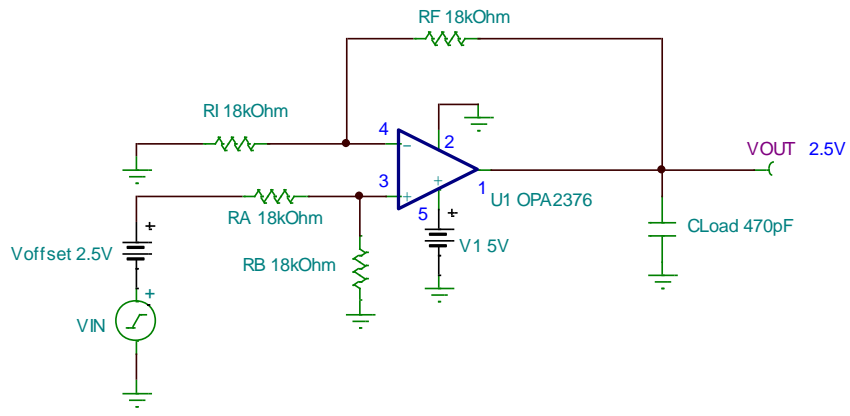 RF 18kOhm
RI 18kOhm
4
2
VOUT 2.5V
3
1
U1 OPA2376
RA 18kOhm
5
V1 5V
CLoad 470pF
Voffset 2.5V
RB 18kOhm
VIN